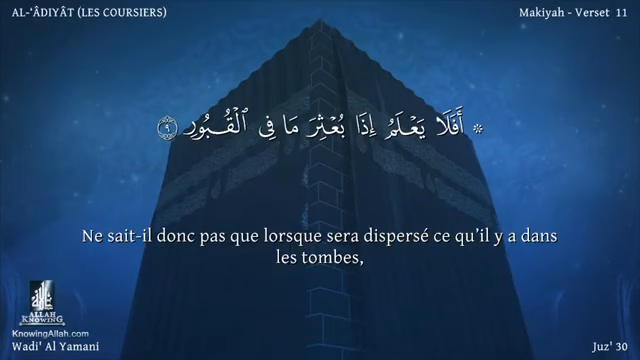 AL-'ÂDIYÂT (LES COURSIERS)
Makiyah - Verset 11
۞ أَفَلَا يَعْلَمُ إِذَا بُعْثِرَ مَا فِى ٱلْقُبُورِ ٩
Ne sait-il donc pas que lorsque sera dispersé ce qu’il y a dans
les tombes,
ALLAH
KNOWING
KnowingAllah.com
Wadi' Al Yamani
Juz' 30